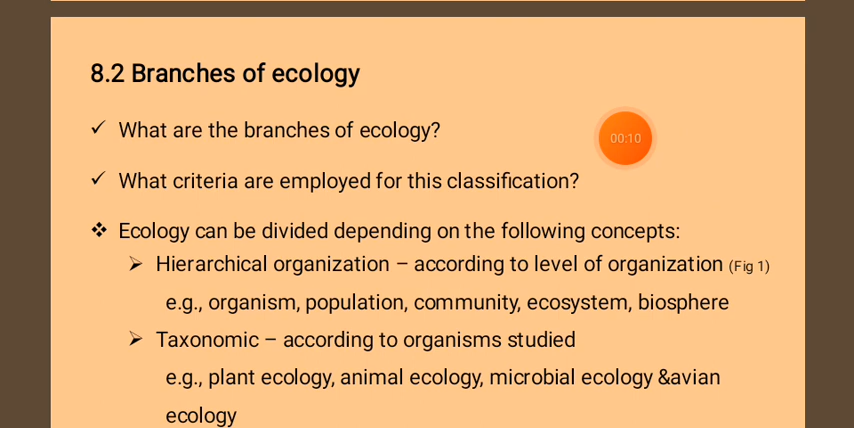 8.2 Branches of ecology
✓ What are the branches of ecology?
00:10
✓ What criteria are employed for this classification?
❖ Ecology can be divided depending on the following concepts:
➢ Hierarchical organization – according to level of organization (Fig 1)
e.g., organism, population, community, ecosystem, biosphere
➢ Taxonomic – according to organisms studied
e.g., plant ecology, animal ecology, microbial ecology &avian
ecology